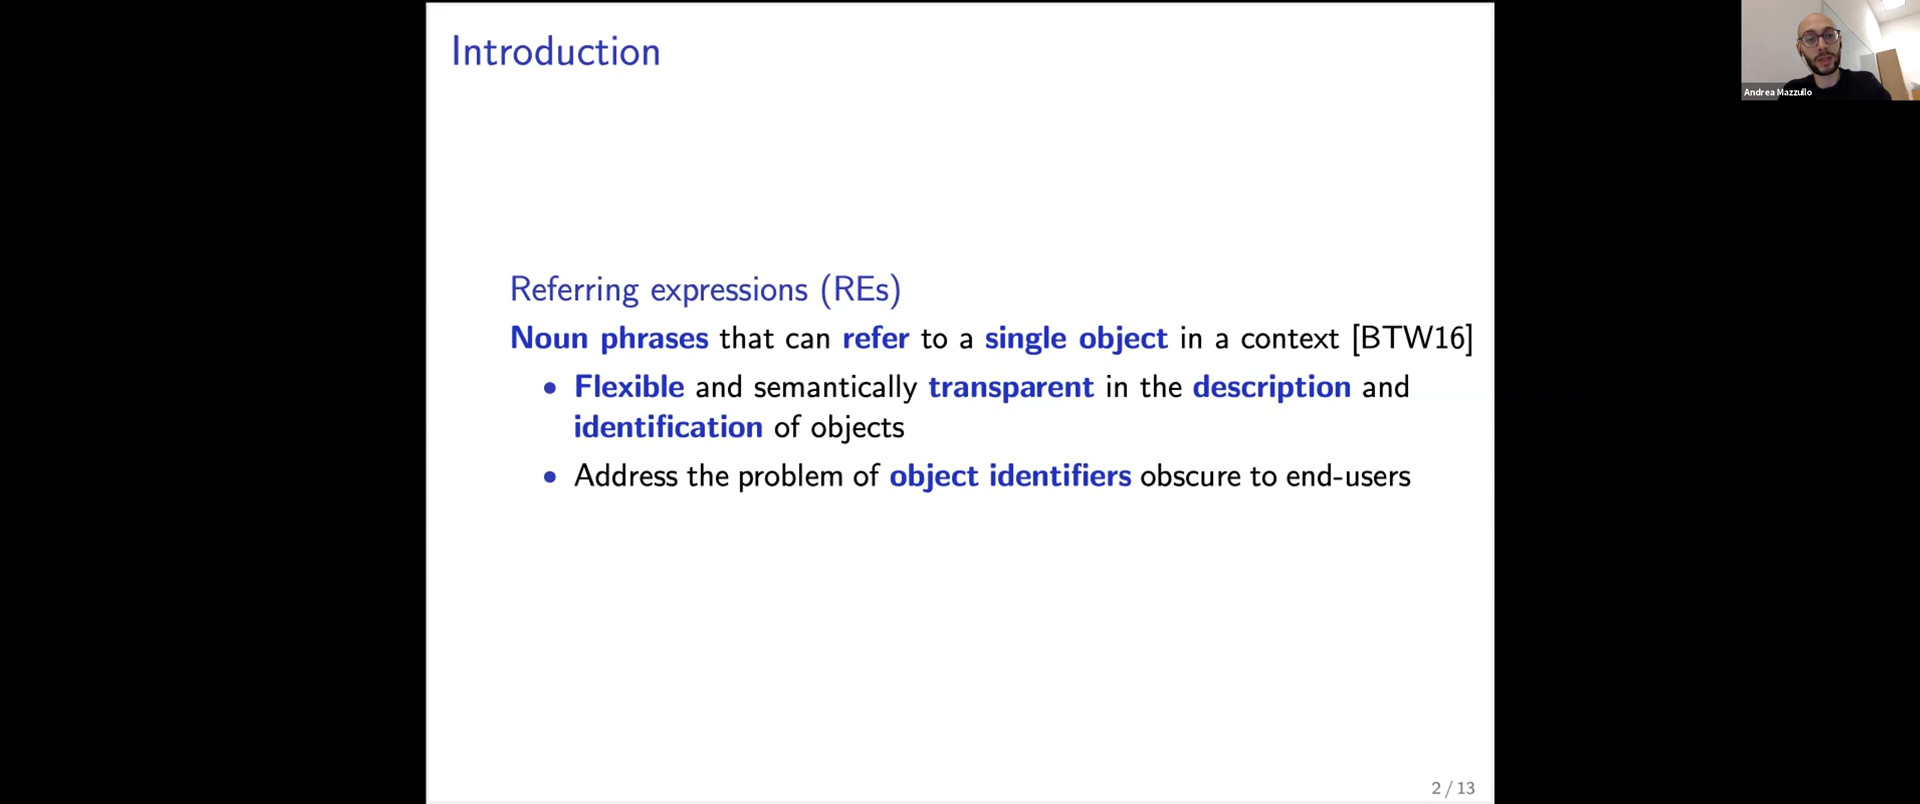 Introduction
Referring expressions (REs)
Noun phrases that can refer to a single object in a context [BTW16]
• Flexible and semantically transparent in the description and
identification of objects
• Address the problem of object identifiers obscure to end-users
2 / 13
Andrea Mazzullo